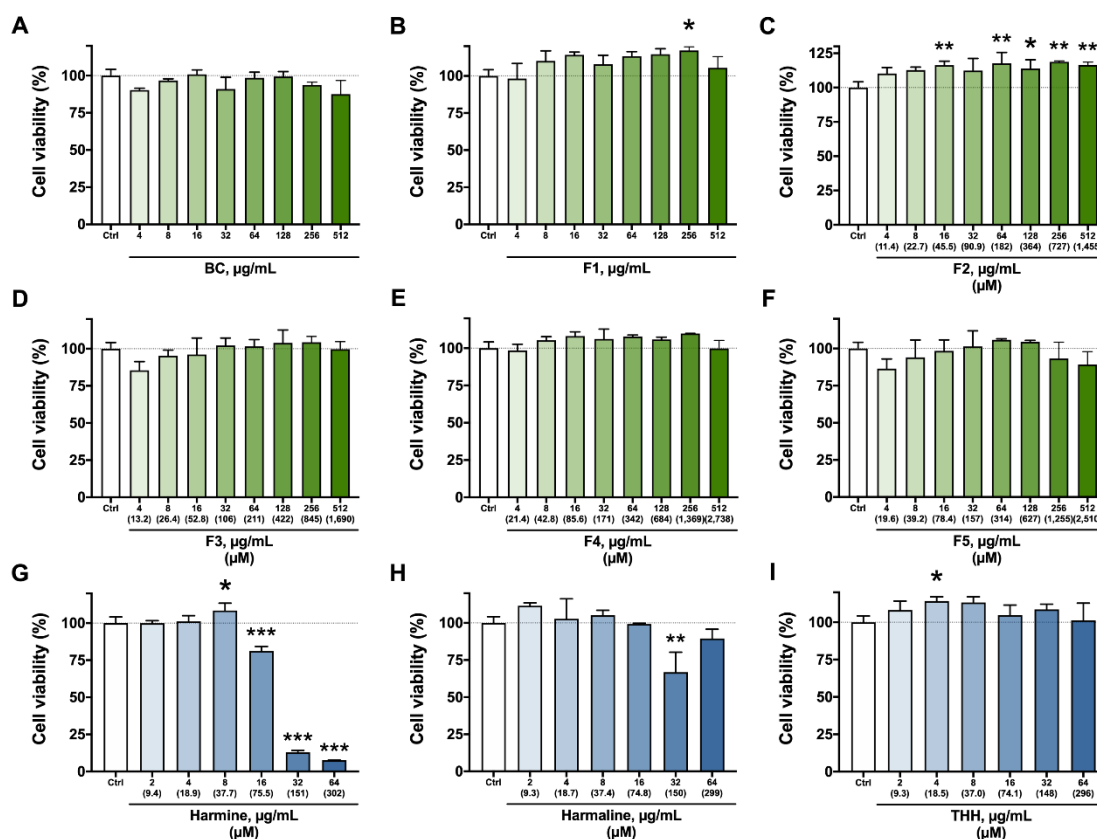 A
Cell viability (%)
125
100
75
50
25
0
Ctrl 4 8 16 32 64 128 256 512
BC, µg/mL
B
Cell viability (%)
125
100
75
50
25
0
*
Ctrl 4 8 16 32 64 128 256 512
F1, µg/mL
C
Cell viability (%)
125
100
75
50
25
0
** ** * ** **
Ctrl 4 8 16 32 64 128 256 512
(11.4) (22.7) (45.5) (90.9) (182) (364) (727) (1,455)
F2, µg/mL
(µM)
D
Cell viability (%)
125
100
75
50
25
0
Ctrl 4 8 16 32 64 128 256 512
(13.2) (26.4) (52.8) (106) (211) (422) (845) (1,690)
F3, µg/mL
(µM)
E
Cell viability (%)
125
100
75
50
25
0
Ctrl 4 8 16 32 64 128 256 512
(21.4) (42.8) (85.6) (171) (342) (684) (1,369)(2,738)
F4, µg/mL
(µM)
F
Cell viability (%)
125
100
75
50
25
0
Ctrl 4 8 16 32 64 128 256 512
(19.6) (39.2) (78.4) (157) (314) (627) (1,255)(2,510)
F5, µg/mL
(µM)
G
Cell viability (%)
125
100
75
50
25
0
* *** *** ***
Ctrl 2 4 8 16 32 64
(9.4) (18.9) (37.7) (75.5) (151) (302)
Harmine, µg/mL
(µM)
H
Cell viability (%)
125
100
75
50
25
0
**
Ctrl 2 4 8 16 32 64
(9.3) (18.7) (37.4) (74.8) (150) (299)
Harmaline, µg/mL
(µM)
I
Cell viability (%)
125
100
75
50
25
0
*
Ctrl 2 4 8 16 32 64
(9.3) (18.5) (37.0) (74.1) (148) (296)
THH, µg/mL
(µM)